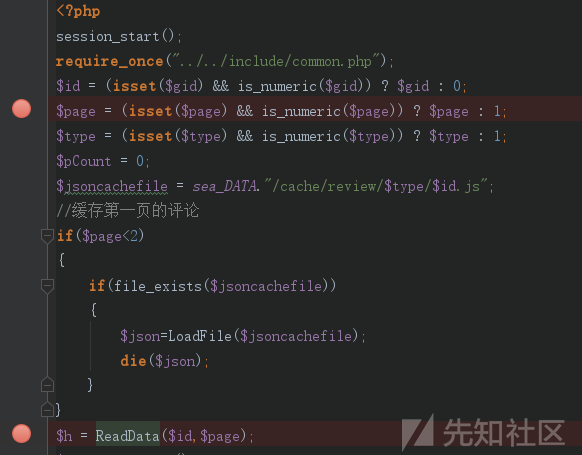 <?php
session_start();
require_once("../../include/common.php");
$id = (isset($gid) && is_numeric($gid)) ? $gid : 0;
$page = (isset($page) && is_numeric($page)) ? $page : 1;
$type = (isset($type) && is_numeric($type)) ? $type : 1;
$pCount = 0;
$jsoncachefile = sea_DATA."/cache/review/$type/$id.js";
//缓存第一页的评论
if($page<2)
{
    if(file_exists($jsoncachefile))
    {
        $json=LoadFile($jsoncachefile);
        die($json);
    }
}
$h = ReadData($id,$page);
先知社区